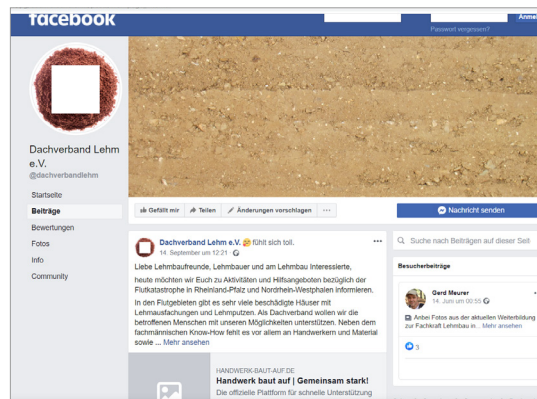 facebook
Anmel
Passwort vergessen?
Dachverband Lehm
e.V.
@dachverbandlehm
Startseite
Beiträge
Bewertungen
Fotos
Info
Community
Gefällt mir
Teilen
Änderungen vorschlagen
Nachricht senden
Dachverband Lehm e.V. fühlt sich toll.
14. September um 12:21
Liebe Lehmbaufreunde, Lehmbauer und am Lehmbau Interessierte,
heute möchten wir Euch zu Aktivitäten und Hilfsangeboten bezüglich der
Flutkatastrophe in Rheinland-Pfalz und Nordrhein-Westphalen informieren.
In den Flutgebieten gibt es sehr viele beschädigte Häuser mit
Lehmausfachungen und Lehmputzen. Als Dachverband wollen wir die
betroffenen Menschen mit unseren Möglichkeiten unterstützen. Neben dem
fachmännischen Know-How fehlt es vor allem an Handwerkern und Material
sowie ... Mehr ansehen
HANDWERK-BAUT-AUF.DE
Handwerk baut auf | Gemeinsam stark!
Die offizielle Plattform für schnelle Unterstützung
Suche nach Beiträgen auf dieser Seit
Besucherbeiträge
Gerd Meurer
14. Juni um 00:55
Anbei Fotos aus der aktuellen Weiterbildung
zur Fachkraft Lehmbau in... Mehr ansehen
3